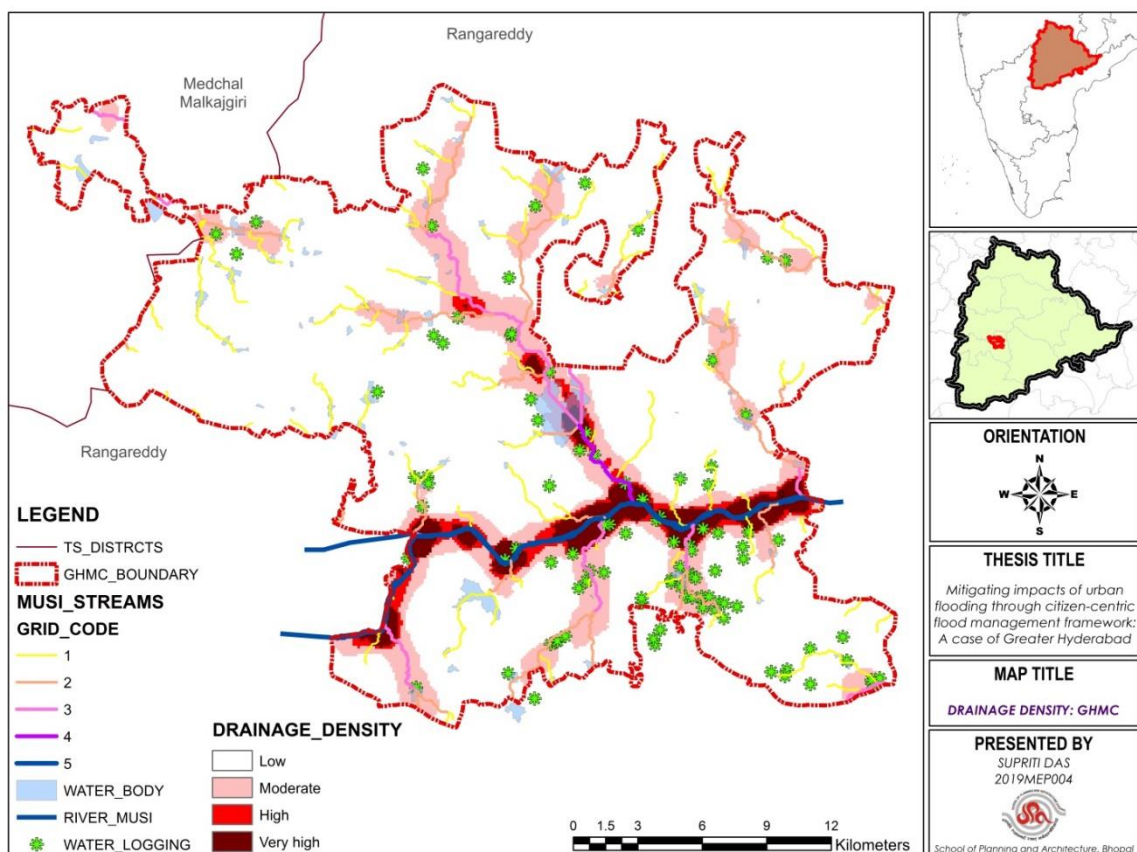 Rangareddy
Medchal
Malkajgiri
Rangareddy
LEGEND
TS_DISTRCTS
GHMC_BOUNDARY
MUSI_STREAMS
GRID_CODE
1
2
3
4
5
WATER_BODY
RIVER_MUSI
WATER_LOGGING
DRAINAGE_DENSITY
Low
Moderate
High
Very high
0 1.5 3 6 9 12
Kilometers
ORIENTATION
N
W E
S
THESIS TITLE
Mitigating impacts of urban
flooding through citizen-centric
flood management framework:
A case of Greater Hyderabad
MAP TITLE
DRAINAGE DENSITY: GHMC
PRESENTED BY
SUPRITI DAS
2019MEP004
School of Planning and Architecture, Bhopal